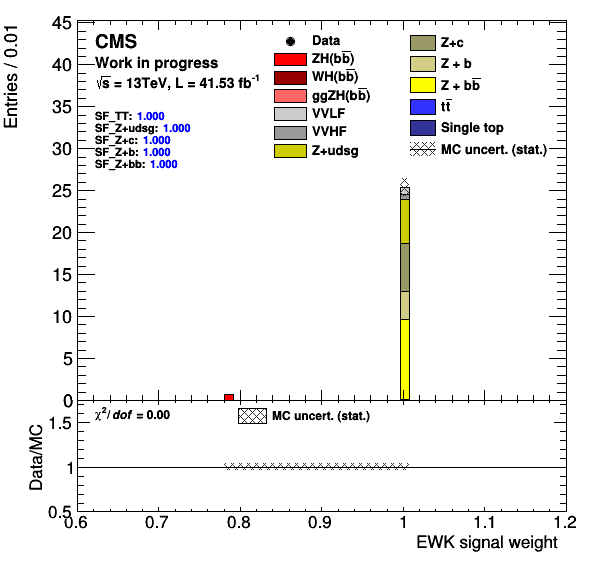 CMS
Work in progress
√s = 13TeV, L = 41.53 fb⁻¹
SF_TT: 1.000
SF_Z+udsg: 1.000
SF_Z+c: 1.000
SF_Z+b: 1.000
SF_Z+bb: 1.000
Data
ZH(bb̅)
WH(bb̅)
ggZH(bb̅)
VVLF
VVHF
Z+udsg
Z+c
Z + b
Z + bb̅
tt̅
Single top
MC uncert. (stat.)
Entries / 0.01
45
40
35
30
25
20
15
10
5
0
χ²/dof = 0.00
MC uncert. (stat.)
Data/MC
1.5
1
0.5
0.6 0.7 0.8 0.9 1 1.1 1.2
EWK signal weight